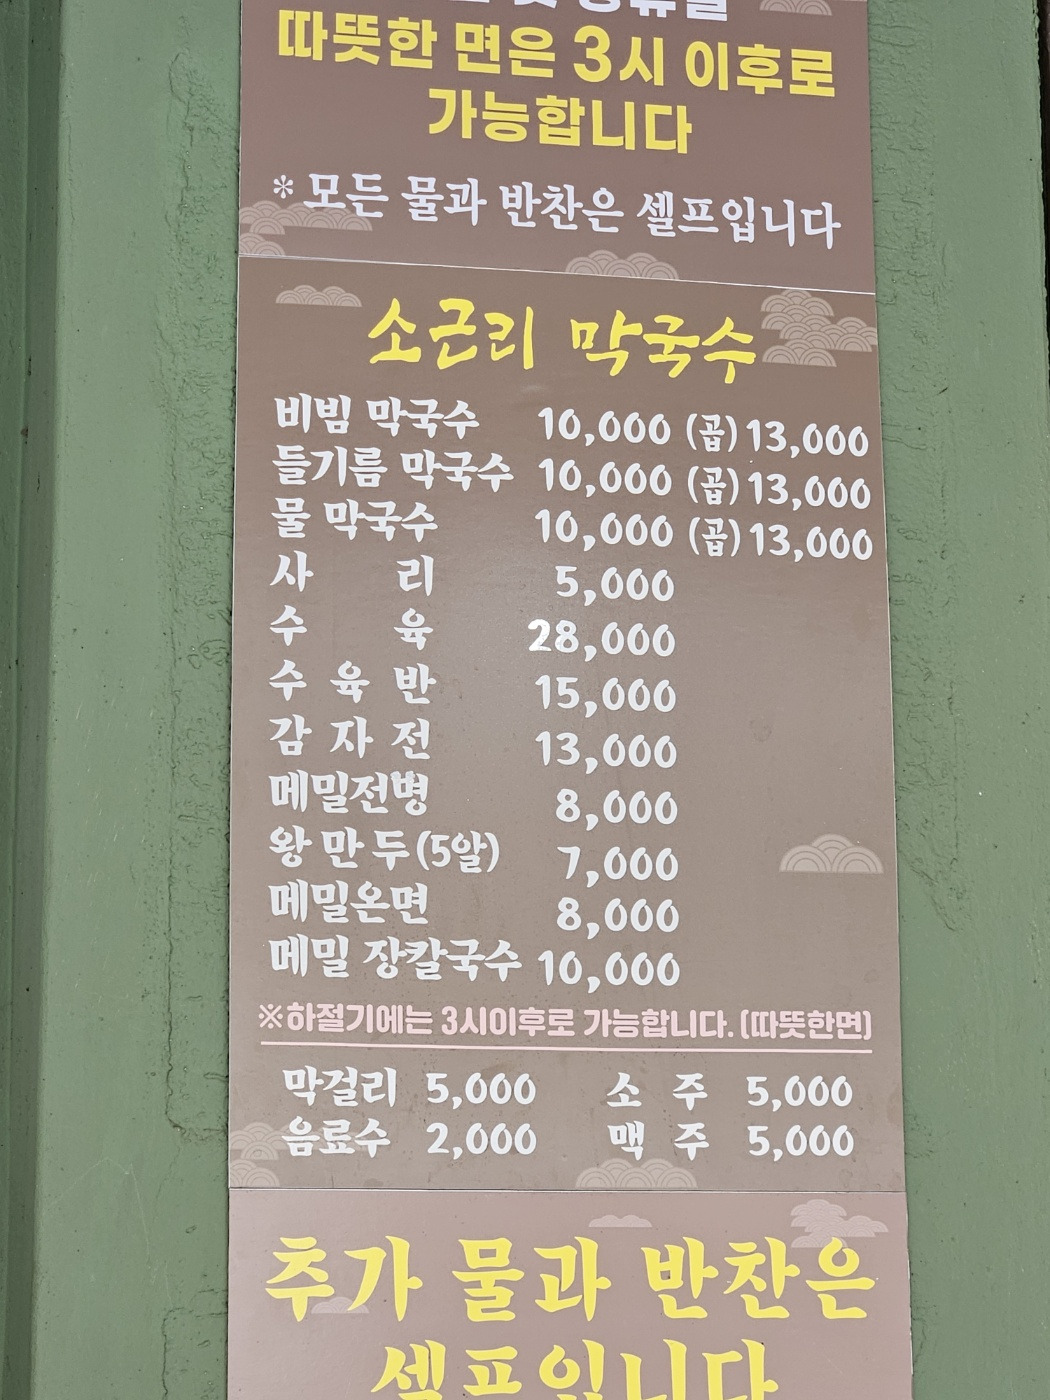 따뜻한 면은 3시 이후로
가능합니다
* 모든 물과 반찬은 셀프입니다
소근리 막국수
비빔 막국수 10,000 (곱) 13,000
들기름 막국수 10,000 (곱) 13,000
물 막국수 10,000 (곱) 13,000
사 리 5,000
수 육 28,000
수 육 반 15,000
감 자 전 13,000
메밀전병 8,000
왕 만 두 (5알) 7,000
메밀온면 8,000
메밀 장칼국수 10,000
※하절기에는 3시이후로 가능합니다. (따뜻한면)
막걸리 5,000 소 주 5,000
음료수 2,000 맥 주 5,000
추가 물과 반찬은
셀프입니다